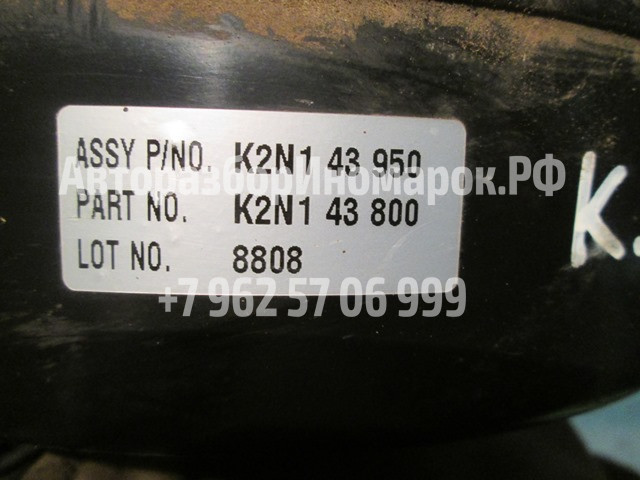 ASSY P/NO. K2N1 43 950
АвторазборИномарок.РФ
PART NO. K2N1 43 800
LOT NO. 8808
+7 962 57 06 999
K.